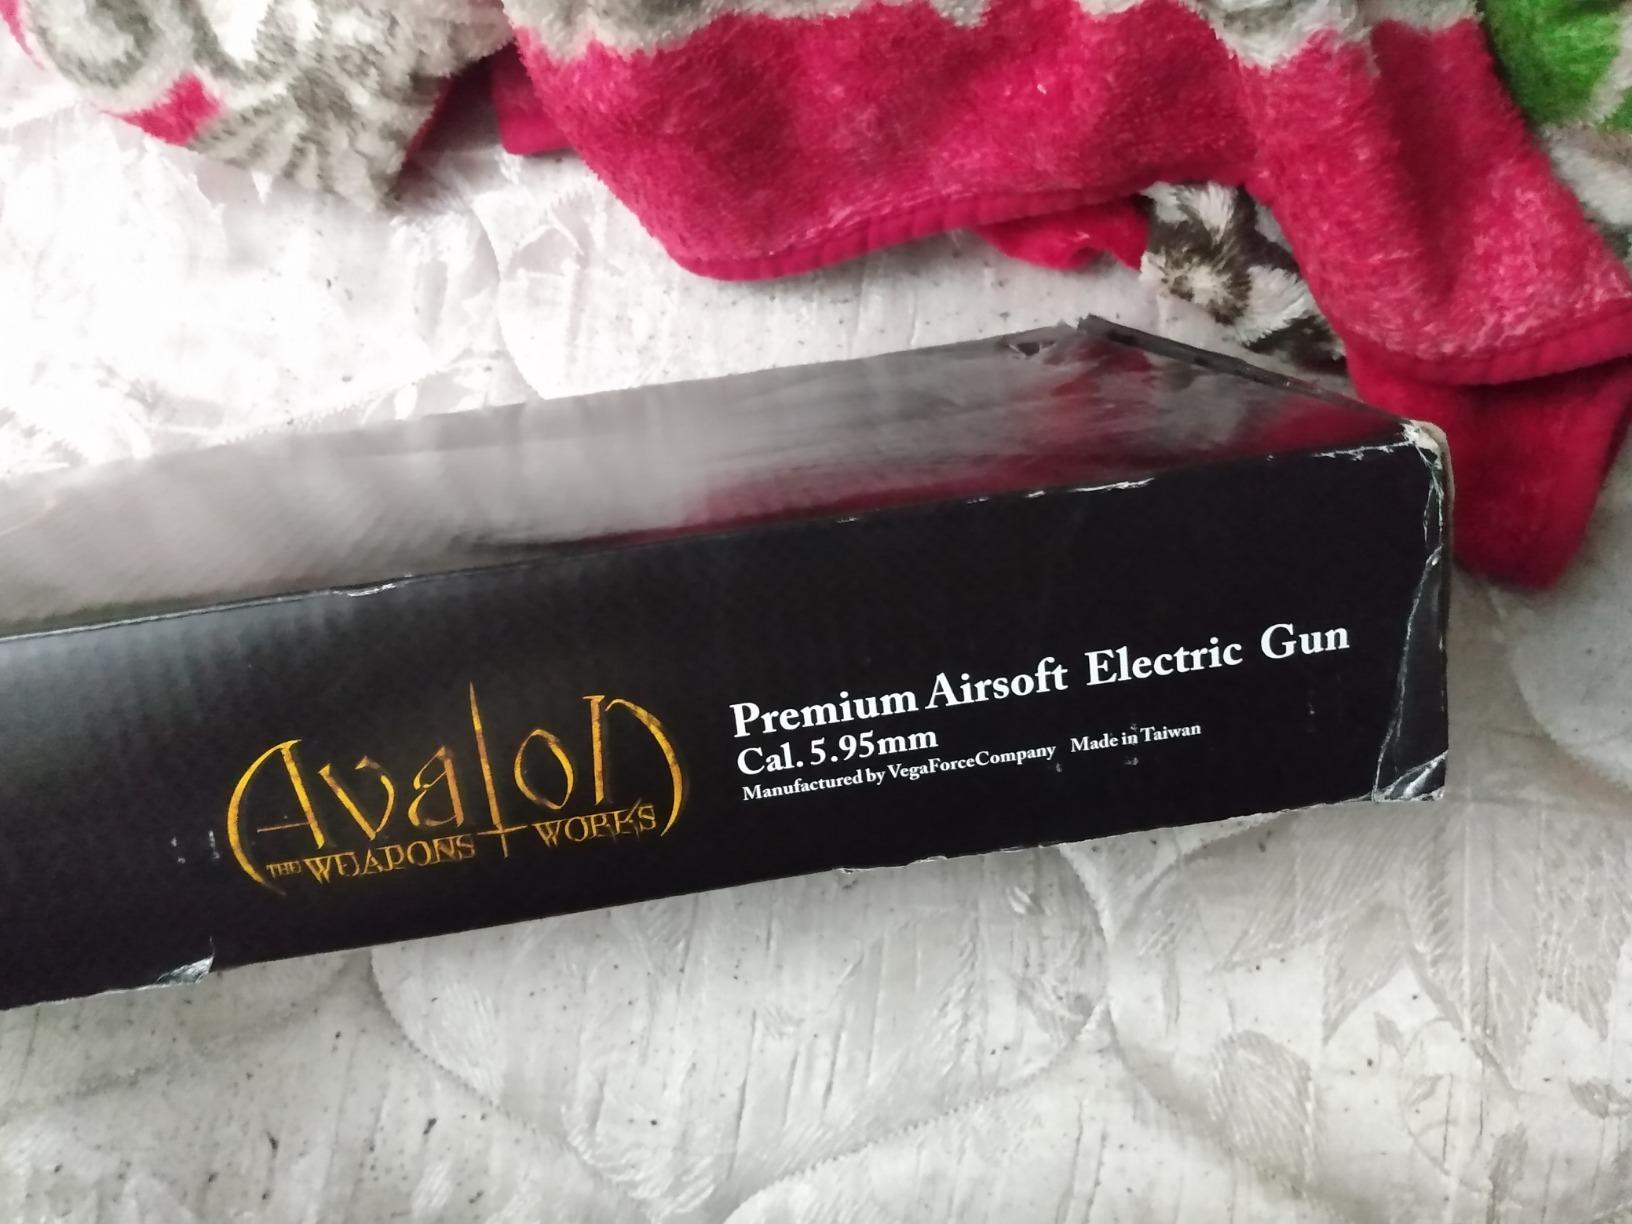 Avalon
THE WEAPONS WORKS
Premium Airsoft Electric Gun
Cal. 5.95mm
Manufactured by VegaForceCompany Made in Taiwan